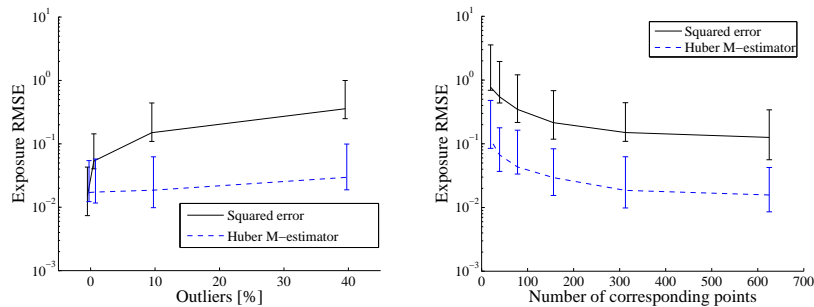 10^1
10^0
10^−1
10^−2
10^−3
Exposure RMSE
0 10 20 30 40
Outliers [%]
Squared error
Huber M−estimator
10^1
10^0
10^−1
10^−2
10^−3
Exposure RMSE
0 100 200 300 400 500 600 700
Number of corresponding points
Squared error
Huber M−estimator